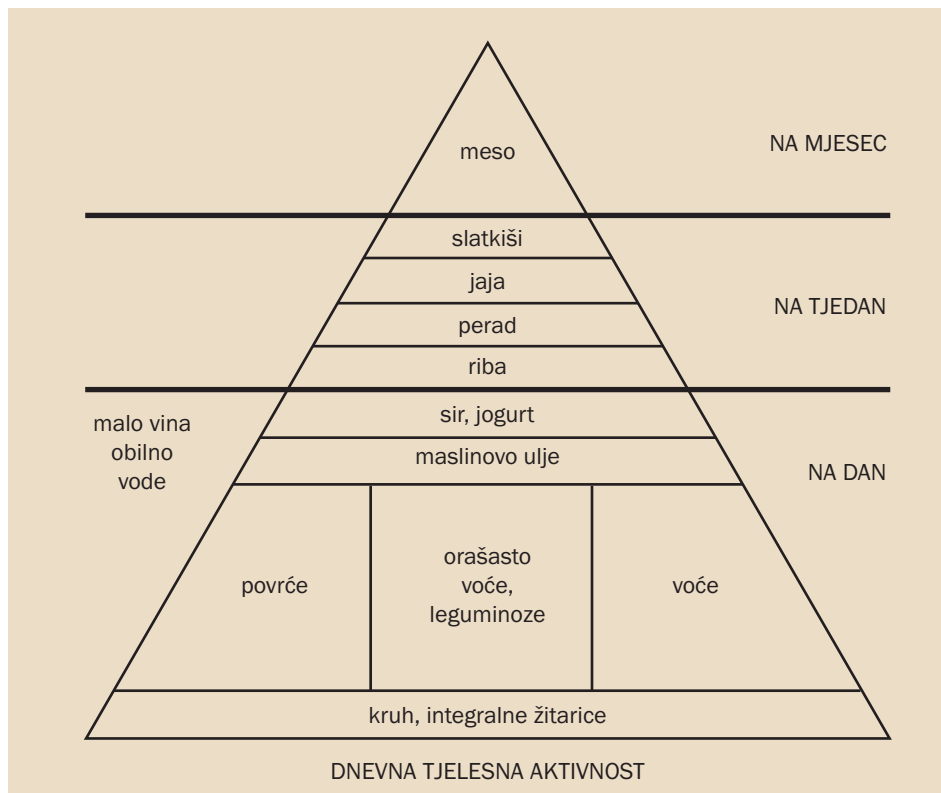 meso
NA MJESEC
slatkiši
jaja
NA TJEDAN
perad
riba
sir, jogurt
malo vina
obilno
vode
maslinovo ulje
NA DAN
povrće
orašasto
voće,
leguminoze
voće
kruh, integralne žitarice
DNEVNA TJELESNA AKTIVNOST